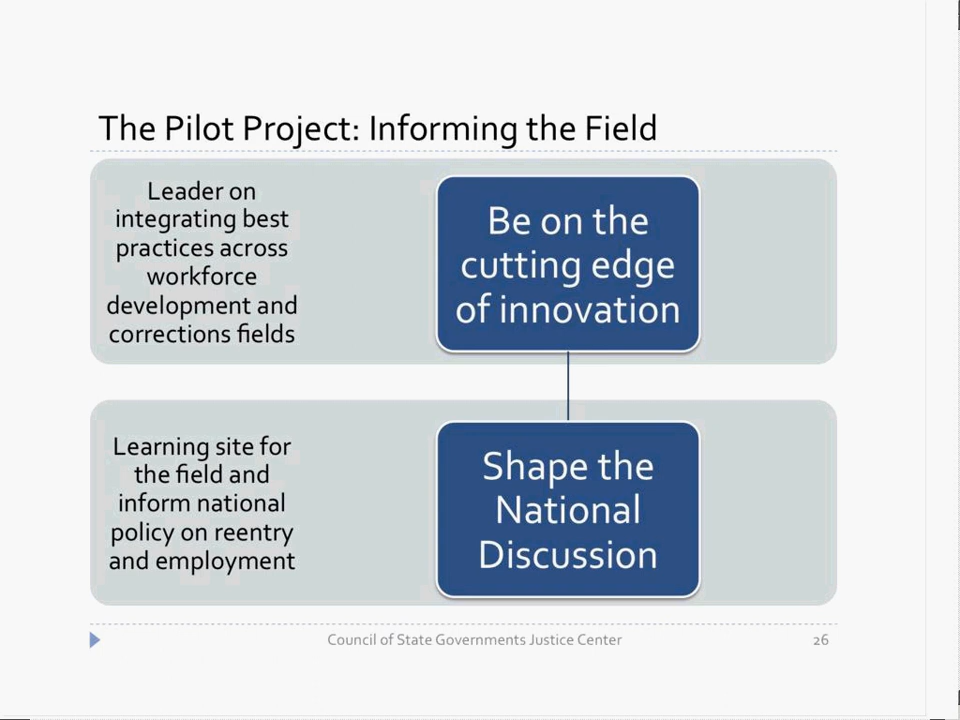 The Pilot Project: Informing the Field
Leader on
integrating best
practices across
workforce
development and
corrections fields
Be on the
cutting edge
of innovation
Learning site for
the field and
inform national
policy on reentry
and employment
Shape the
National
Discussion
Council of State Governments Justice Center
26